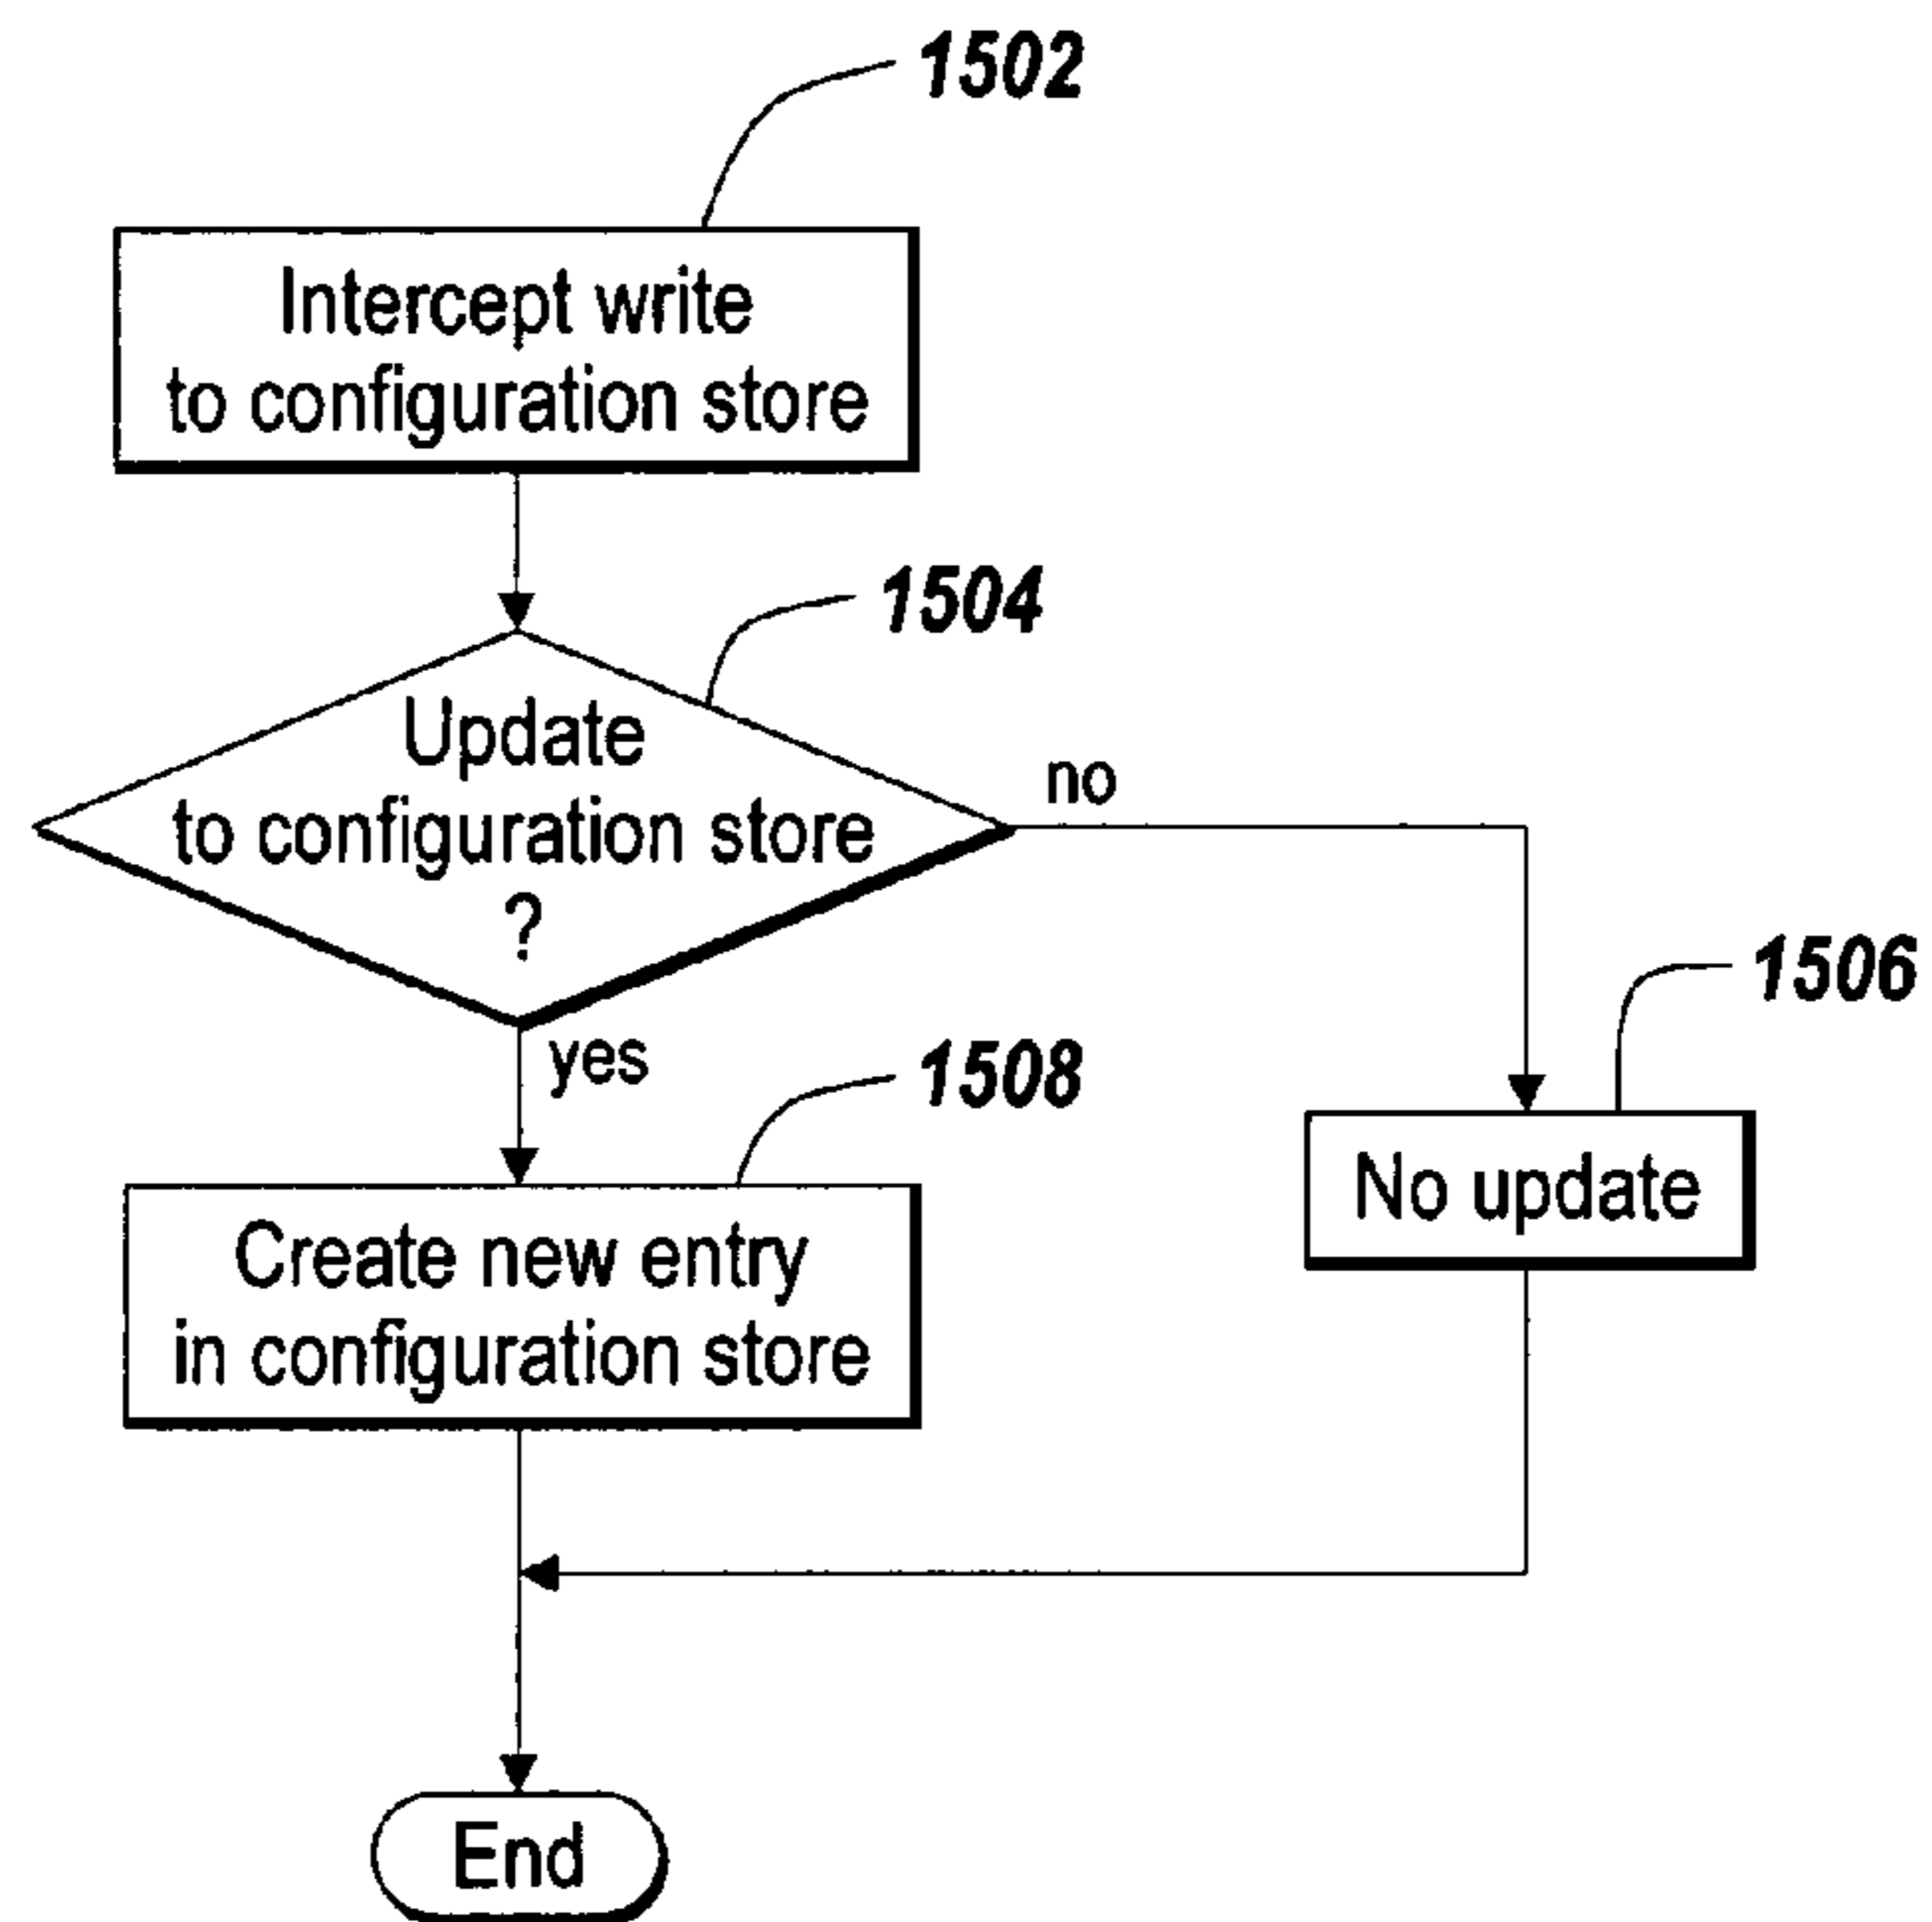 1502
Intercept write
to configuration store
1504
Update
to configuration store
?
no
yes
1506
1508
No update
Create new entry
in configuration store
End